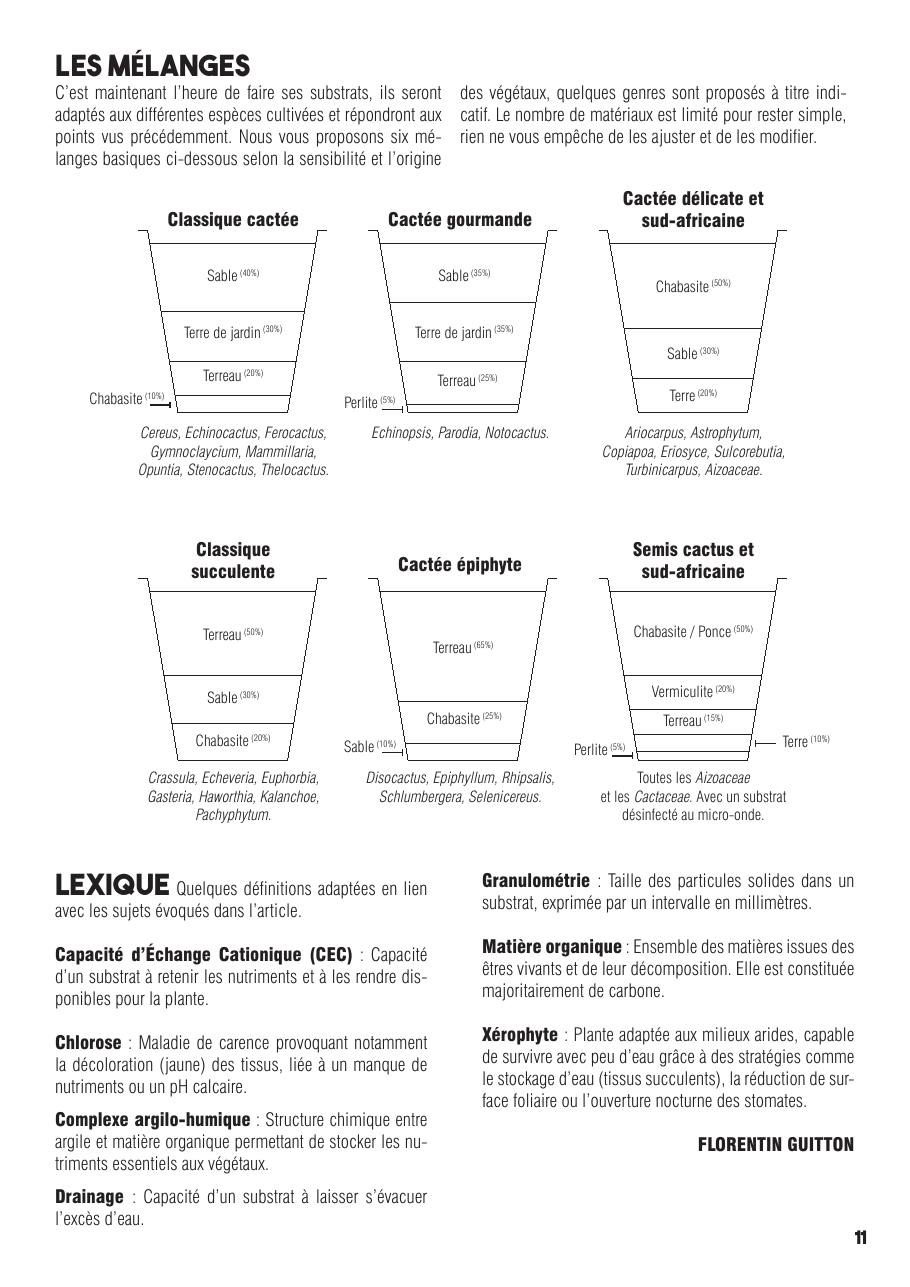 LES MÉLANGES
C'est maintenant l'heure de faire ses substrats, ils seront
adaptés aux différentes espèces cultivées et répondront aux
points vus précédemment. Nous vous proposons six mé-
langes basiques ci-dessous selon la sensibilité et l'origine
des végétaux, quelques genres sont proposés à titre indi-
catif. Le nombre de matériaux est limité pour rester simple,
rien ne vous empêche de les ajuster et de les modifier.
Classique cactée
Sable (40%)
Terre de jardin (30%)
Terreau (20%)
Chabasite (10%)
Cereus, Echinocactus, Ferocactus,
Gymnoclaycium, Mammillaria,
Opuntia, Stenocactus, Thelocactus.
Cactée gourmande
Sable (35%)
Terre de jardin (35%)
Terreau (25%)
Perlite (5%)
Echinopsis, Parodia, Notocactus.
Cactée délicate et
sud-africaine
Chabasite (50%)
Sable (30%)
Terre (20%)
Ariocarpus, Astrophytum,
Copiapoa, Eriosyce, Sulcorebutia,
Turbinicarpus, Aizoaceae.
Classique
succulente
Terreau (50%)
Sable (30%)
Chabasite (20%)
Crassula, Echeveria, Euphorbia,
Gasteria, Haworthia, Kalanchoe,
Pachyphytum.
Cactée épiphyte
Terreau (65%)
Chabasite (25%)
Sable (10%)
Disocactus, Epiphyllum, Rhipsalis,
Schlumbergera, Selenicereus.
Semis cactus et
sud-africaine
Chabasite / Ponce (50%)
Vermiculite (20%)
Terreau (15%)
Terre (10%)
Perlite (5%)
Toutes les Aizoaceae
et les Cactaceae. Avec un substrat
désinfecté au micro-onde.
LEXIQUE Quelques définitions adaptées en lien
avec les sujets évoqués dans l'article.
Capacité d'Échange Cationique (CEC) : Capacité
d'un substrat à retenir les nutriments et à les rendre dis-
ponibles pour la plante.
Chlorose : Maladie de carence provoquant notamment
la décoloration (jaune) des tissus, liée à un manque de
nutriments ou un pH calcaire.
Complexe argilo-humique : Structure chimique entre
argile et matière organique permettant de stocker les nu-
triments essentiels aux végétaux.
Drainage : Capacité d'un substrat à laisser s'évacuer
l'excès d'eau.
Granulométrie : Taille des particules solides dans un
substrat, exprimée par un intervalle en millimètres.
Matière organique : Ensemble des matières issues des
êtres vivants et de leur décomposition. Elle est constituée
majoritairement de carbone.
Xérophyte : Plante adaptée aux milieux arides, capable
de survivre avec peu d'eau grâce à des stratégies comme
le stockage d'eau (tissus succulents), la réduction de sur-
face foliaire ou l'ouverture nocturne des stomates.
FLORENTIN GUITTON
11